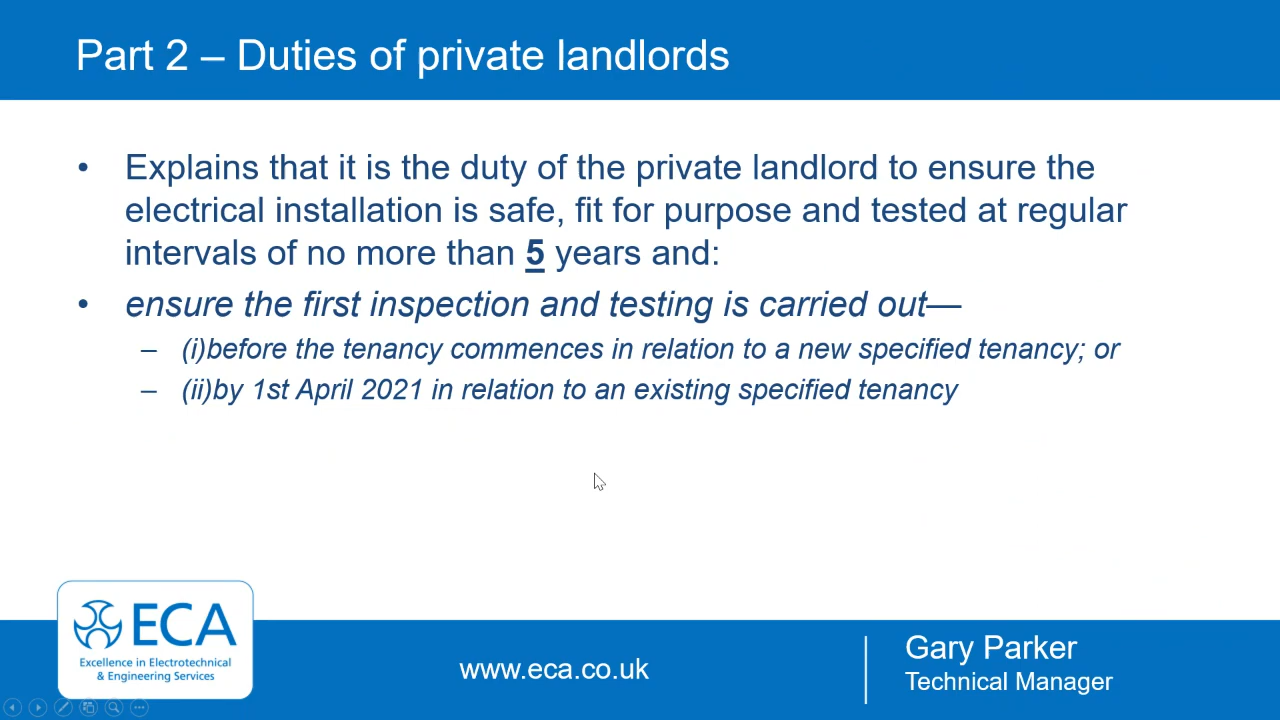 Part 2 – Duties of private landlords
• Explains that it is the duty of the private landlord to ensure the
electrical installation is safe, fit for purpose and tested at regular
intervals of no more than 5 years and:
• ensure the first inspection and testing is carried out—
– (i)before the tenancy commences in relation to a new specified tenancy; or
– (ii)by 1st April 2021 in relation to an existing specified tenancy
ECA
Excellence in Electrotechnical
& Engineering Services
www.eca.co.uk
Gary Parker
Technical Manager